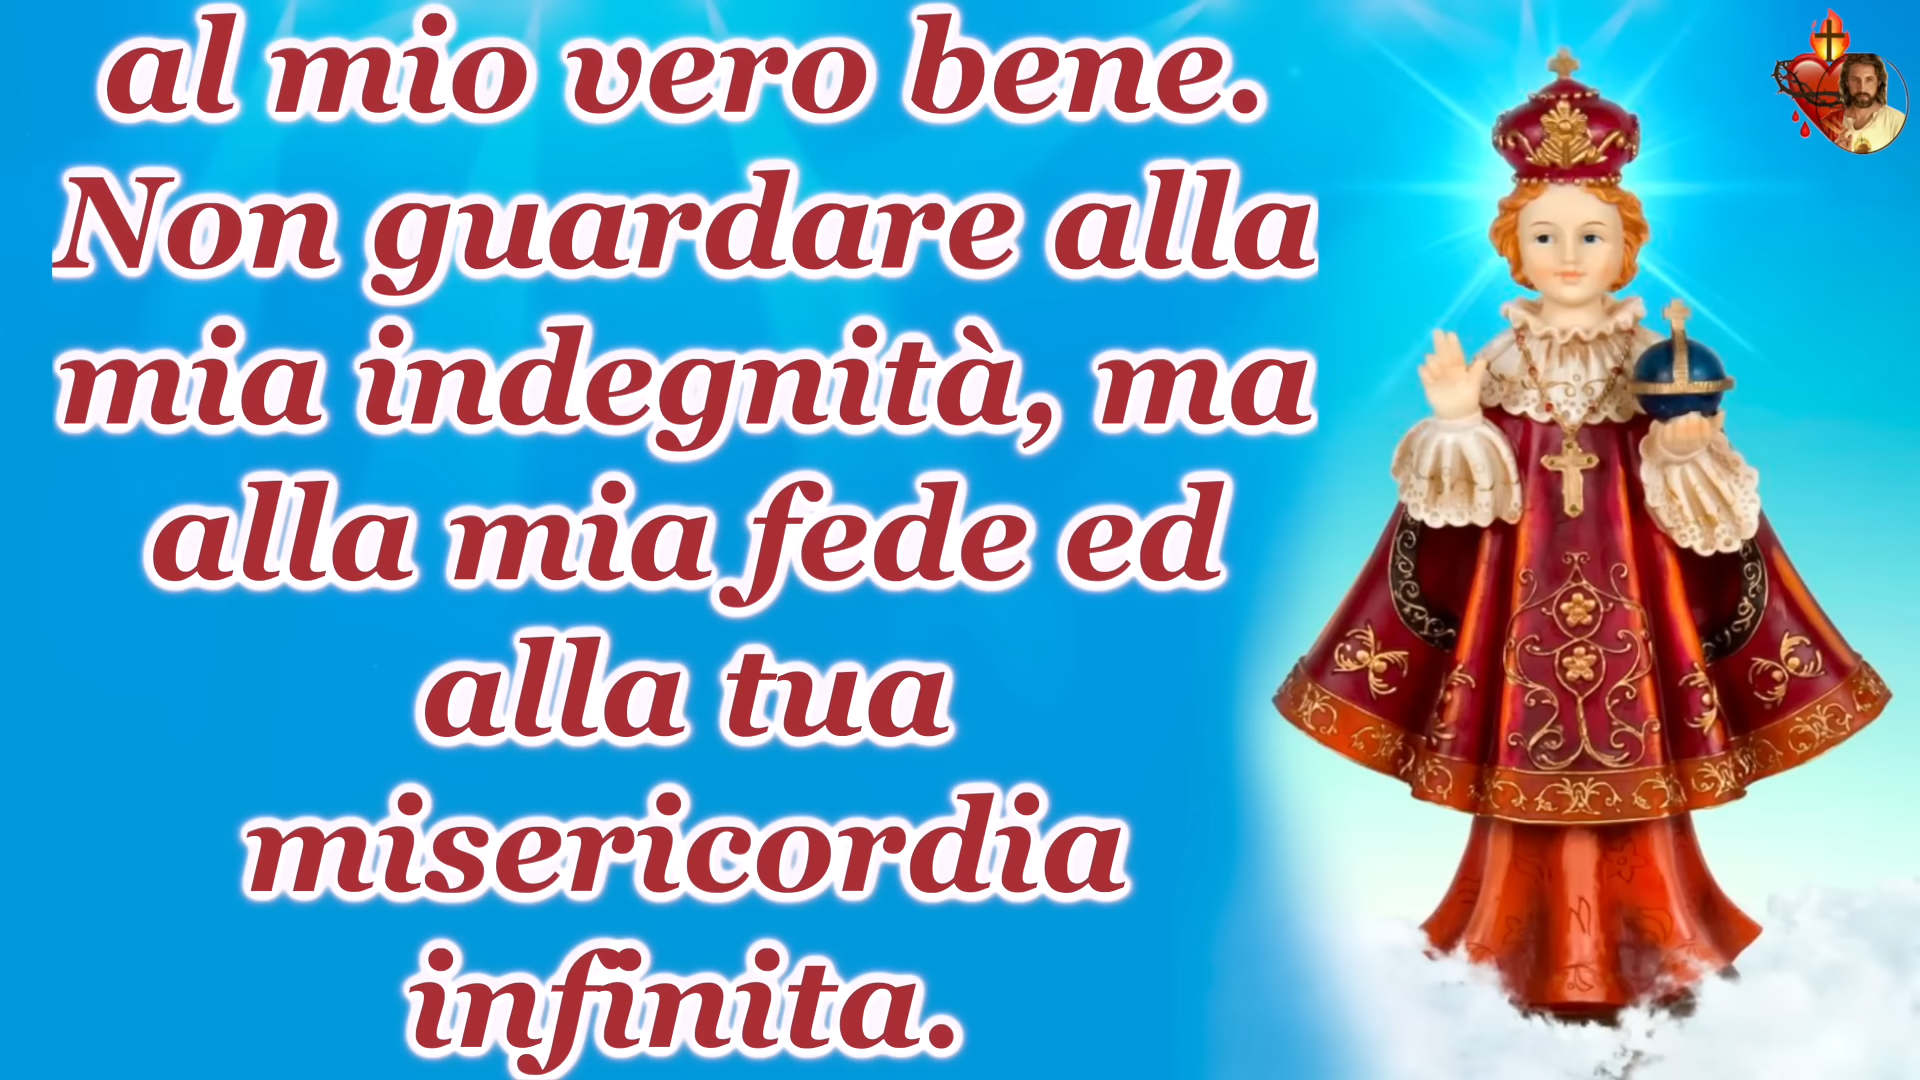 al mio vero bene.
Non guardare alla
mia indegnità, ma
alla mia fede ed
alla tua
misericordia
infinita.